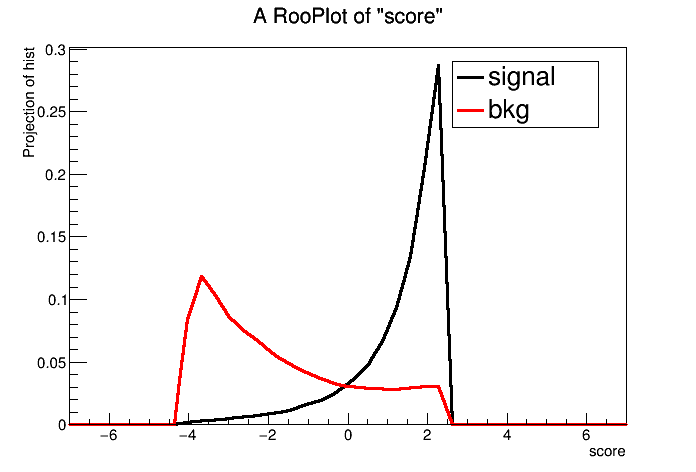 A RooPlot of "score"
Projection of hist
0.3
0.25
0.2
0.15
0.1
0.05
0
signal
bkg
−6 −4 −2 0 2 4 6
score